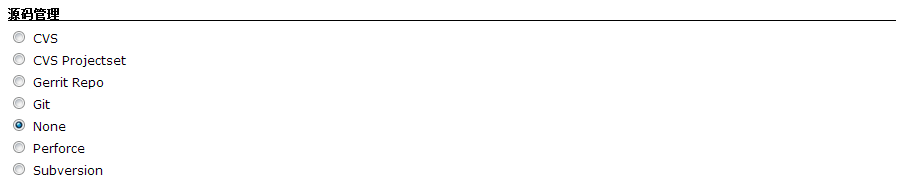 源码管理
CVS
CVS Projectset
Gerrit Repo
Git
None
Perforce
Subversion